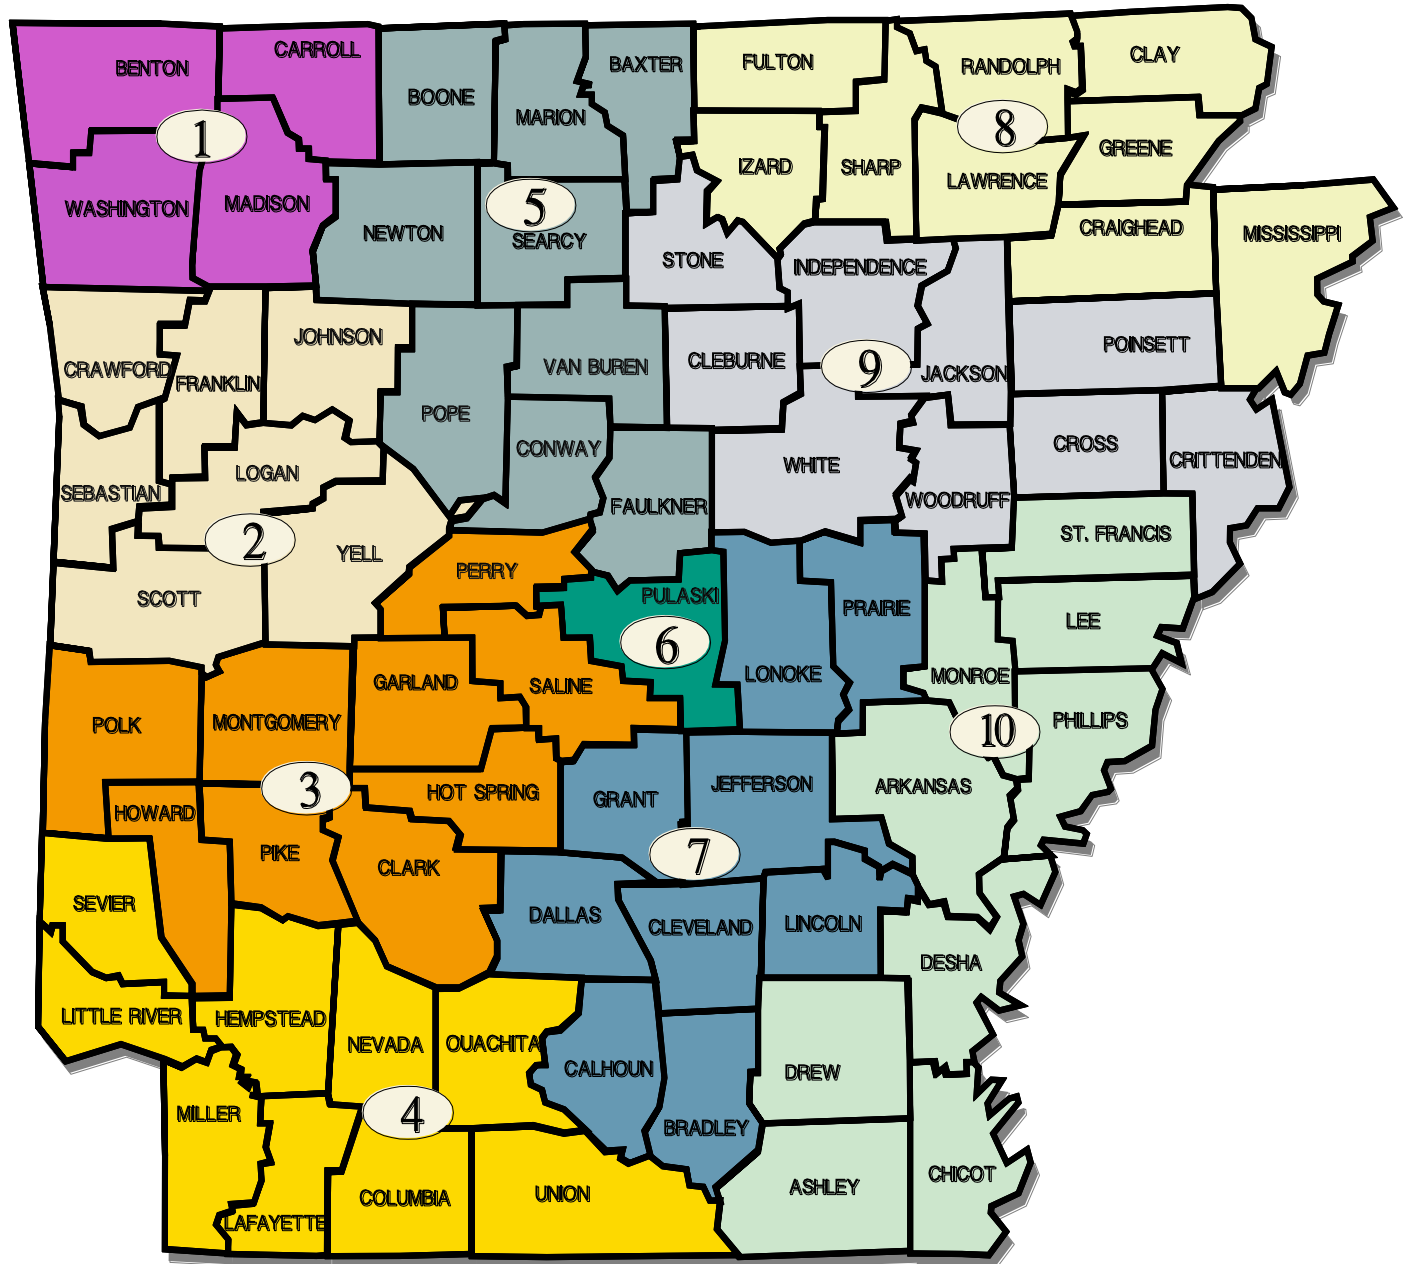 CARROLL
BENTON
BOONE
MARION
BAXTER
FULTON
RANDOLPH
CLAY
1
8
GREENE
IZARD
SHARP
LAWRENCE
WASHINGTON
MADISON
NEWTON
5
SEARCY
STONE
INDEPENDENCE
CRAIGHEAD
MISSISSIPPI
JOHNSON
CRAWFORD
FRANKLIN
VAN BUREN
CLEBURNE
9
JACKSON
POINSETT
POPE
CONWAY
CROSS
CRITTENDEN
LOGAN
WHITE
SEBASTIAN
FAULKNER
WOODRUFF
2
YELL
ST. FRANCIS
SCOTT
PERRY
PULASKI
PRAIRIE
LEE
6
GARLAND
SALINE
LONOKE
MONROE
POLK
MONTGOMERY
10
PHILLIPS
3
HOT SPRING
GRANT
JEFFERSON
ARKANSAS
HOWARD
PIKE
CLARK
7
SEVIER
DALLAS
CLEVELAND
LINCOLN
DESHA
LITTLE RIVER
HEMPSTEAD
NEVADA
OUACHITA
CALHOUN
DREW
MILLER
4
BRADLEY
LAFAYETTE
COLUMBIA
UNION
ASHLEY
CHICOT